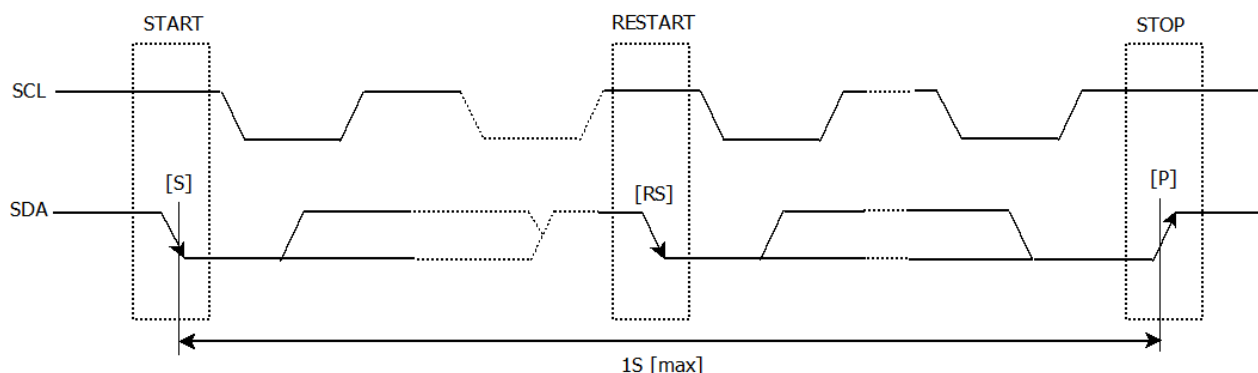 START
RESTART
STOP
SCL
[S]
[RS]
[P]
SDA
1S [max]